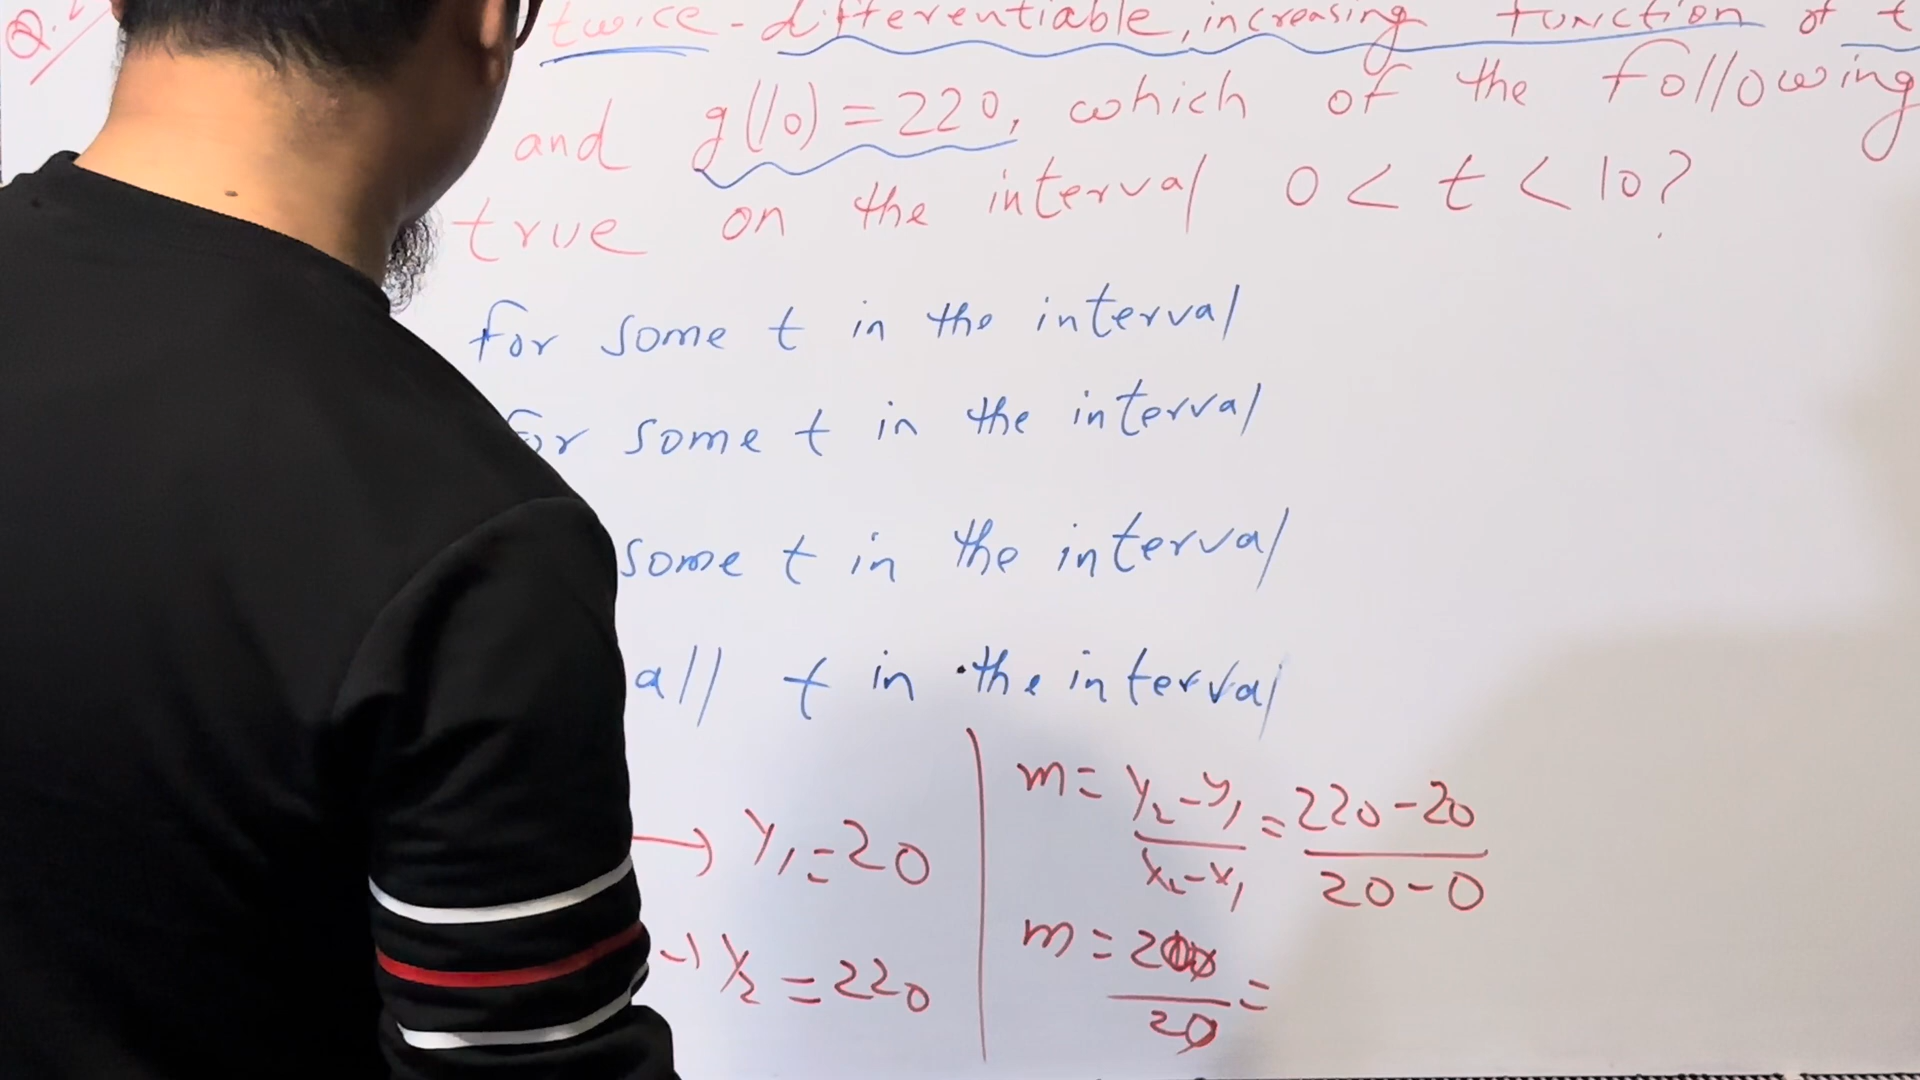 Q.
twice-differentiable, increasing function of t
and g(10)=220, which of the following
true on the interval 0 < t < 10?
for some t in the interval
for some t in the interval
some t in the interval
all t in the interval
→ y₁=20
→ y₂=220
m= y₂-y₁/x₂-x₁ = 220-20/20-0
m = 200/20 =